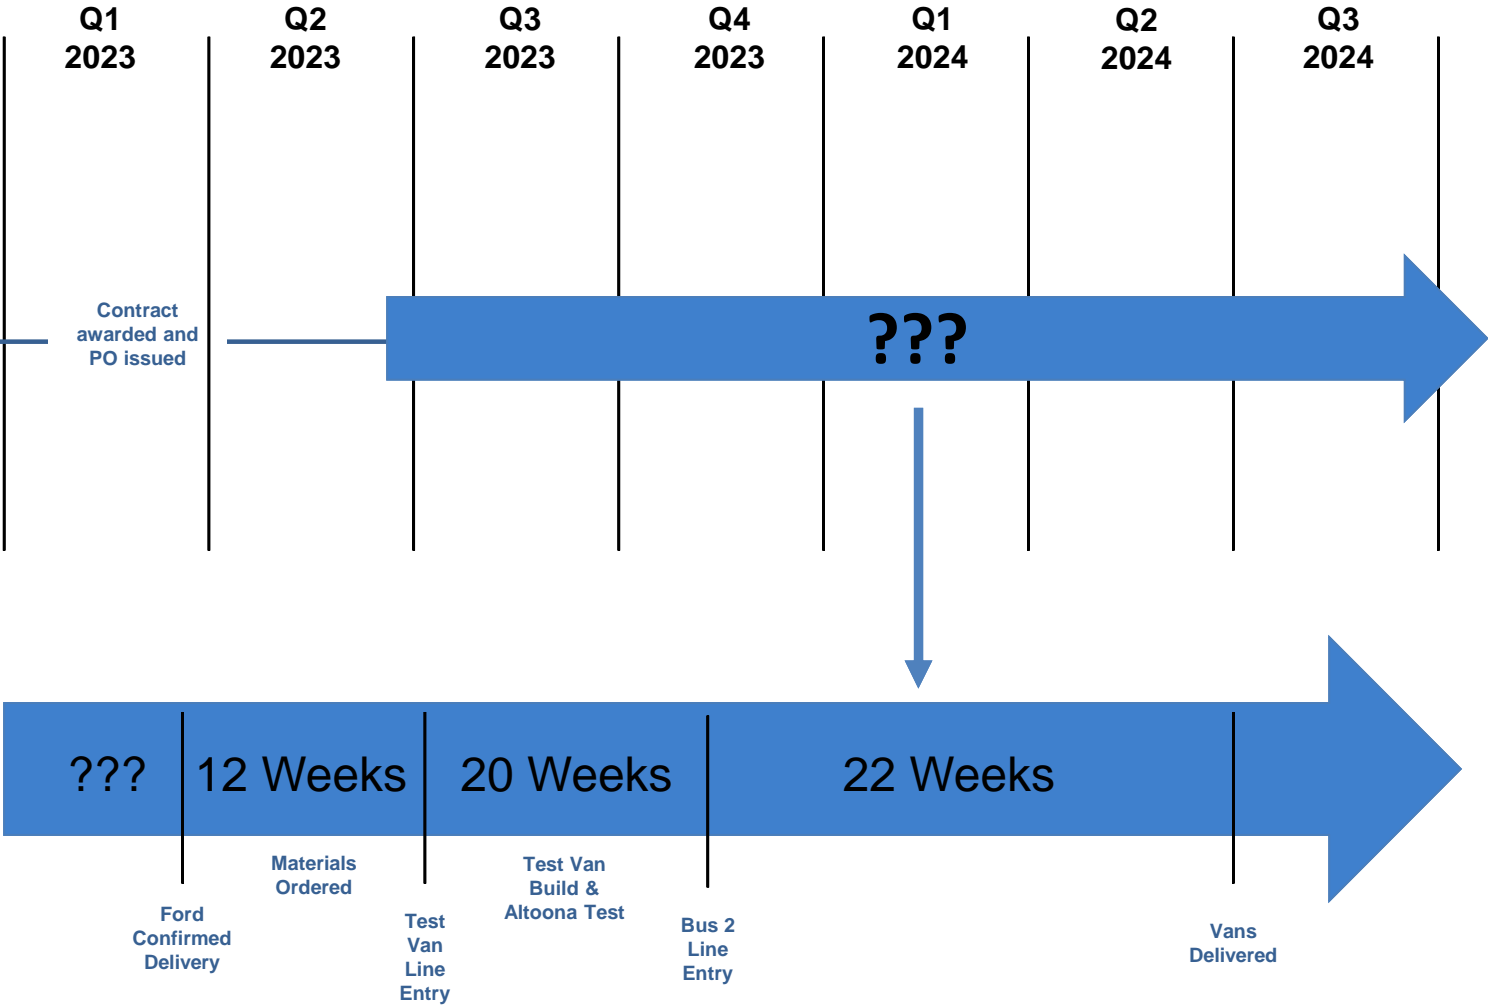 Q1
2023
Q2
2023
Q3
2023
Q4
2023
Q1
2024
Q2
2024
Q3
2024
Contract
awarded and
PO issued
???
???
12 Weeks
20 Weeks
22 Weeks
Materials
Ordered
Test Van
Build &
Altoona Test
Ford
Confirmed
Delivery
Test
Van
Line
Entry
Bus 2
Line
Entry
Vans
Delivered